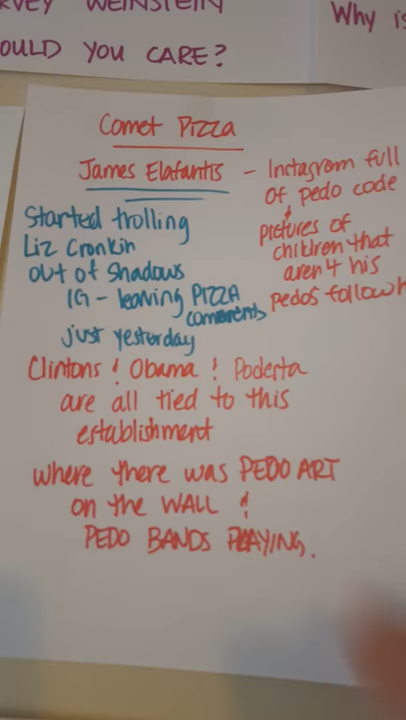 VEY WEINSTEIN
OULD YOU CARE?
Why is
Comet Pizza
James Elafantis - Instagram full
of pedo code
&
pictures of
children that
aren't his
pedos follow h
Started trolling
Liz Cronkin
out of Shadows
IG - leaving PIZZA
comments
just yesterday
Clintons & Obama & Podesta
are all tied to this
establishment
where there was PEDO ART
on the WALL &
PEDO BANDS PLAYING.